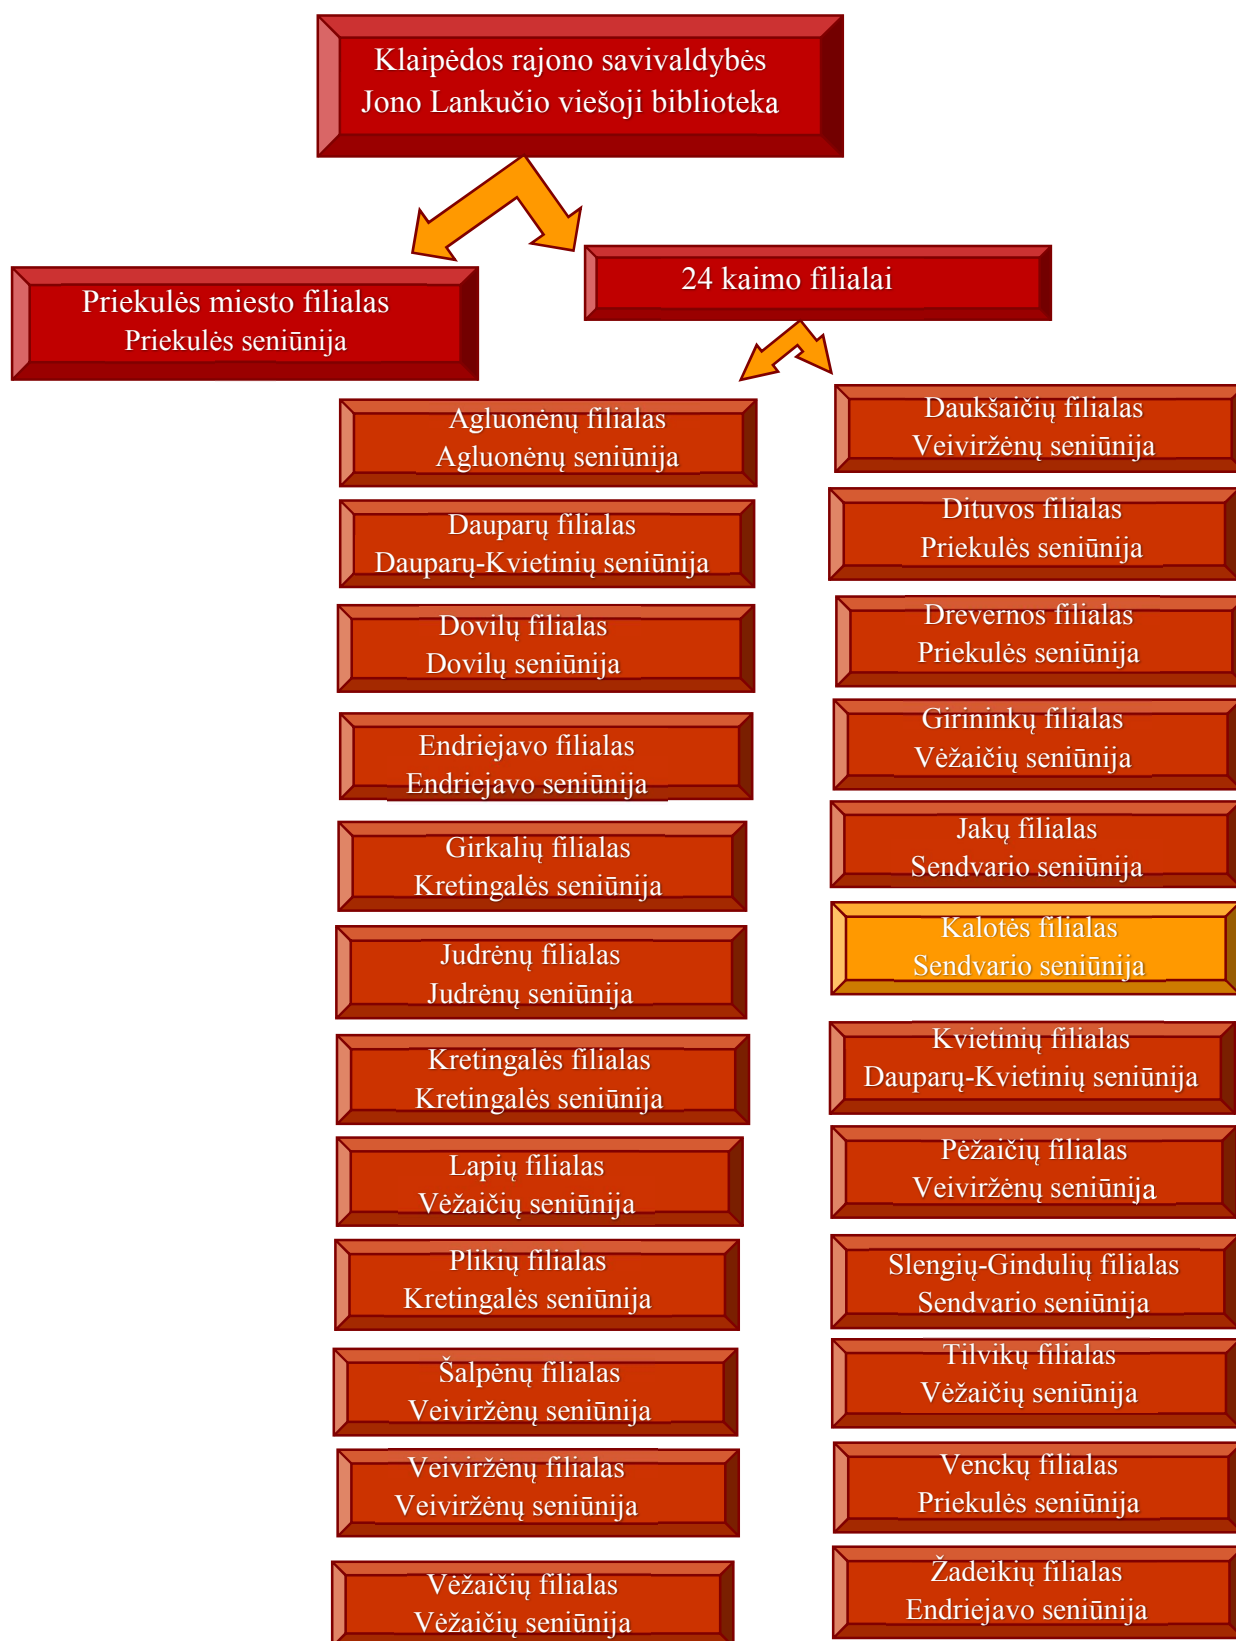 Klaipėdos rajono savivaldybės
Jono Lankučio viešoji biblioteka
Priekulės miesto filialas
Priekulės seniūnija
24 kaimo filialai
Agluonėnų filialas
Agluonėnų seniūnija
Dauparų filialas
Dauparų-Kvietinių seniūnija
Dovilų filialas
Dovilų seniūnija
Endriejavo filialas
Endriejavo seniūnija
Girkalių filialas
Kretingalės seniūnija
Judrėnų filialas
Judrėnų seniūnija
Kretingalės filialas
Kretingalės seniūnija
Lapių filialas
Vėžaičių seniūnija
Plikių filialas
Kretingalės seniūnija
Šalpėnų filialas
Veiviržėnų seniūnija
Veiviržėnų filialas
Veiviržėnų seniūnija
Vėžaičių filialas
Vėžaičių seniūnija
Daukšaičių filialas
Veiviržėnų seniūnija
Dituvos filialas
Priekulės seniūnija
Drevernos filialas
Priekulės seniūnija
Girininkų filialas
Vėžaičių seniūnija
Jakų filialas
Sendvario seniūnija
Kalotės filialas
Sendvario seniūnija
Kvietinių filialas
Dauparų-Kvietinių seniūnija
Pėžaičių filialas
Veiviržėnų seniūnija
Slengių-Gindulių filialas
Sendvario seniūnija
Tilvikų filialas
Vėžaičių seniūnija
Venckų filialas
Priekulės seniūnija
Žadeikių filialas
Endriejavo seniūnija